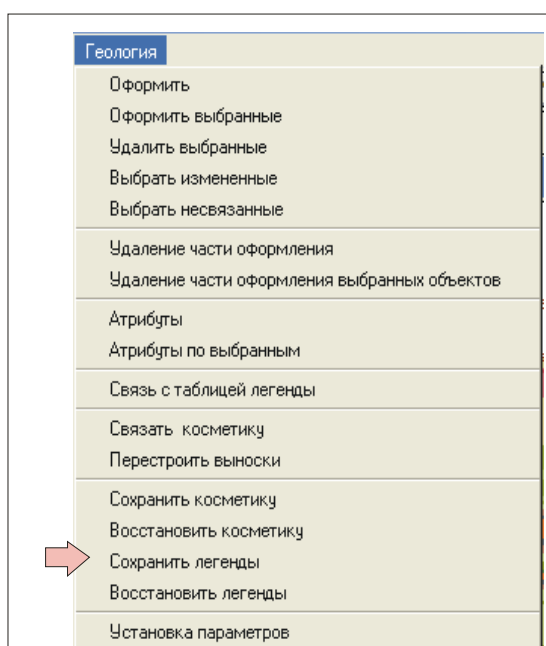 Геология
Оформить
Оформить выбранные
Удалить выбранные
Выбрать измененные
Выбрать несвязанные
Удаление части оформления
Удаление части оформления выбранных объектов
Атрибуты
Атрибуты по выбранным
Связь с таблицей легенды
Связать косметику
Перестроить выноски
Сохранить косметику
Восстановить косметику
Сохранить легенды
Восстановить легенды
Установка параметров